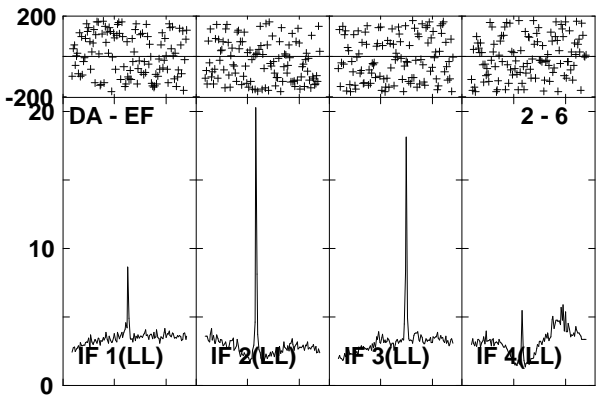 200
-200
20
DA - EF
2 - 6
10
IF 1(LL)
IF 2(LL)
IF 3(LL)
IF 4(LL)
0